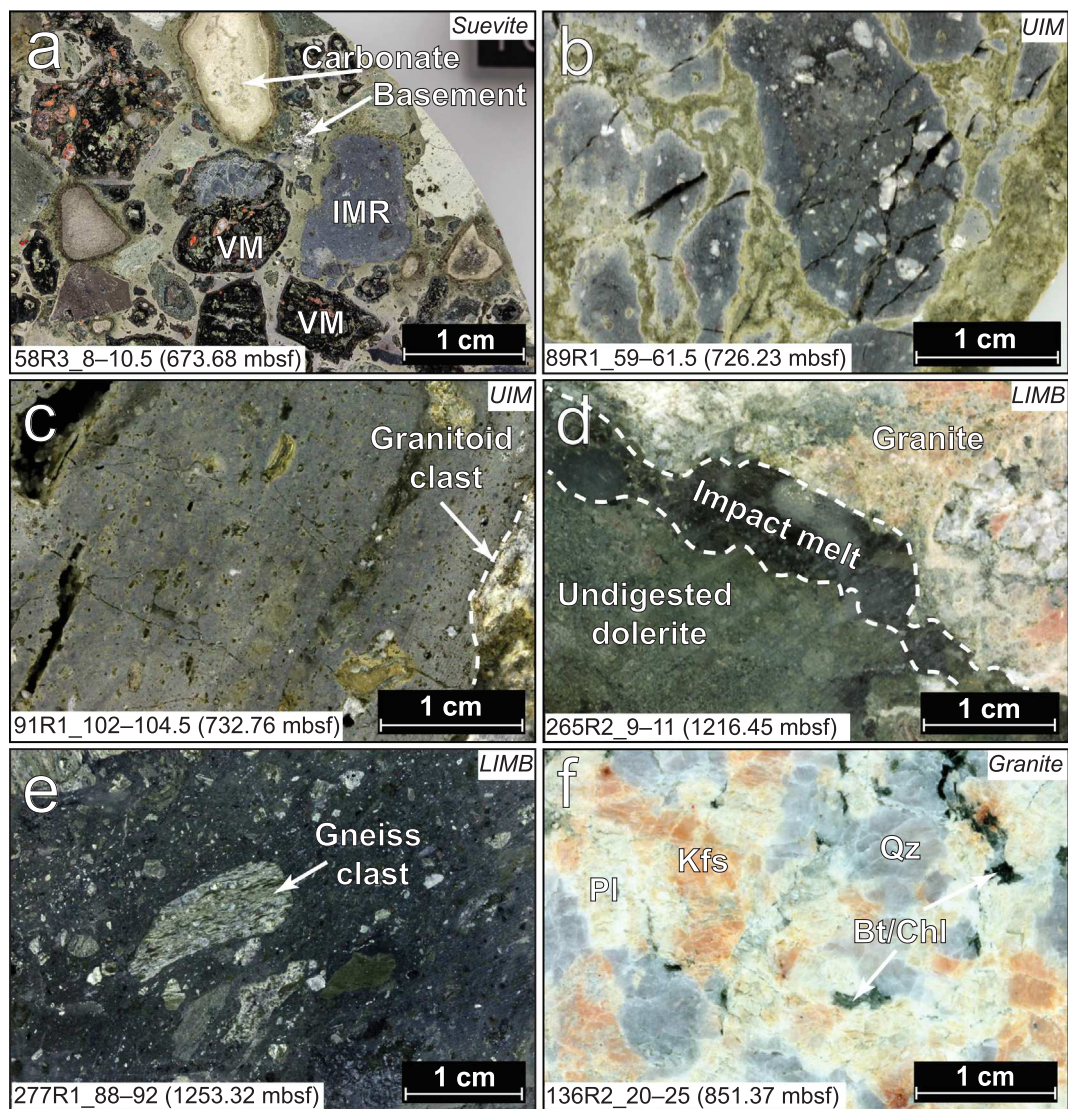 a
Suevite
Carbonate
Basement
IMR
VM
VM
1 cm
58R3_8–10.5 (673.68 mbsf)
b
UIM
1 cm
89R1_59–61.5 (726.23 mbsf)
c
UIM
Granitoid
clast
1 cm
91R1_102–104.5 (732.76 mbsf)
d
LIMB
Granite
Impact melt
Undigested
dolerite
1 cm
265R2_9–11 (1216.45 mbsf)
e
LIMB
Gneiss
clast
1 cm
277R1_88–92 (1253.32 mbsf)
f
Granite
Kfs
Qz
Pl
Bt/Chl
1 cm
136R2_20–25 (851.37 mbsf)